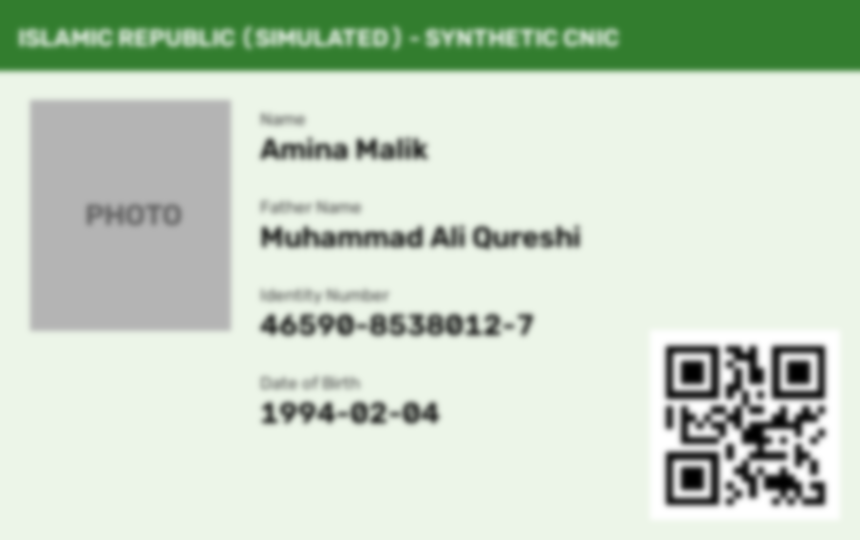 ISLAMIC REPUBLIC (SIMULATED) - SYNTHETIC CNIC
PHOTO
Name
Amina Malik
Father Name
Muhammad Ali Qureshi
Identity Number
46590-8538012-7
Date of Birth
1994-02-04